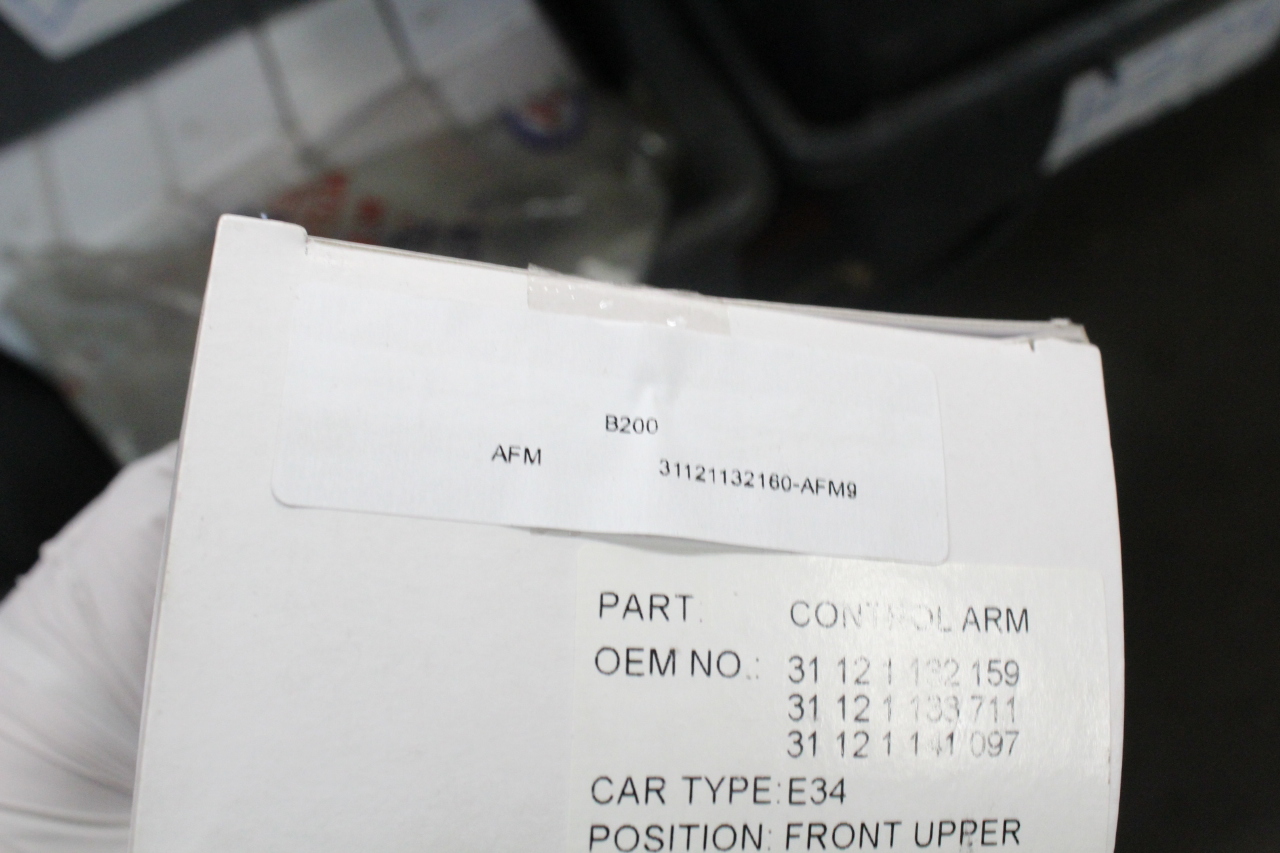 B200
AFM 31121132160-AFM9
PART: CONTROL ARM
OEM NO.: 31 12 1 132 159
31 12 1 133 711
31 12 1 141 097
CAR TYPE: E34
POSITION: FRONT UPPER